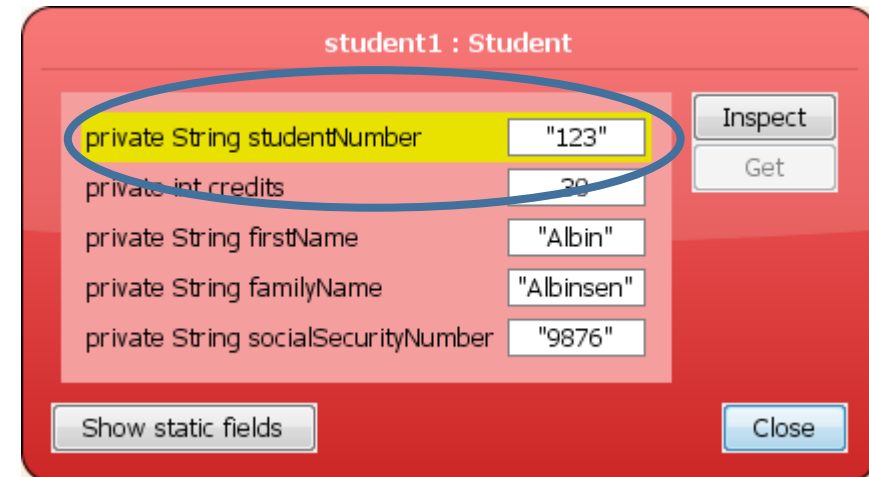 student1 : Student
private String studentNumber "123"
Inspect
Get
private int credits 30
private String firstName "Albin"
private String familyName "Albinsen"
private String socialSecurityNumber "9876"
Show static fields
Close